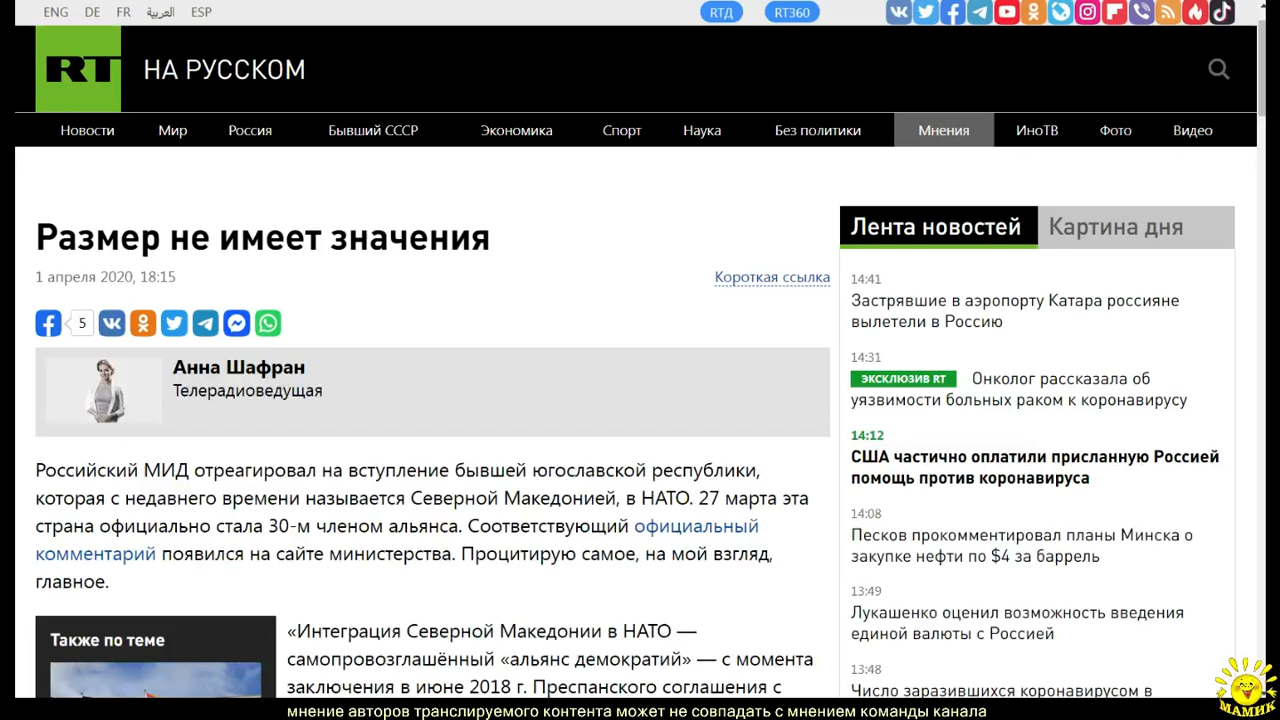 ENG DE FR العربية ESP
RTД RT360
RT НА РУССКОМ
Новости Мир Россия Бывший СССР Экономика Спорт Наука Без политики Мнения ИноТВ Фото Видео
Размер не имеет значения
1 апреля 2020, 18:15
Короткая ссылка
5
Анна Шафран
Телерадиоведущая
Российский МИД отреагировал на вступление бывшей югославской республики,
которая с недавнего времени называется Северной Македонией, в НАТО. 27 марта эта
страна официально стала 30-м членом альянса. Соответствующий официальный
комментарий появился на сайте министерства. Процитирую самое, на мой взгляд,
главное.
Также по теме
«Интеграция Северной Македонии в НАТО —
самопровозглашённый «альянс демократий» — с момента
заключения в июне 2018 г. Преспанского соглашения с
Лента новостей Картина дня
14:41
Застрявшие в аэропорту Катара россияне
вылетели в Россию
14:31
ЭКСКЛЮЗИВ RT Онколог рассказала об
уязвимости больных раком к коронавирусу
14:12
США частично оплатили присланную Россией
помощь против коронавируса
14:08
Песков прокомментировал планы Минска о
закупке нефти по $4 за баррель
13:49
Лукашенко оценил возможность введения
единой валюты с Россией
13:48
Число заразившихся коронавирусом в
МАМИК
мнение авторов транслируемого контента может не совпадать с мнением команды канала